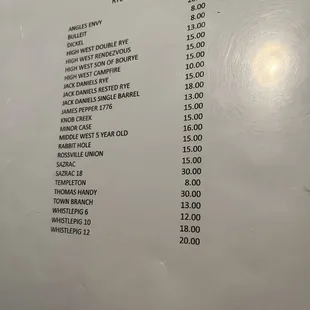 ANGLES ENVY
BULLEIT 8.00
DICKEL 8.00
HIGH WEST DOUBLE RYE 13.00
HIGH WEST RENDEZVOUS 15.00
HIGH WEST SON OF BOURYE 15.00
HIGH WEST CAMPFIRE 15.00
JACK DANIELS RYE 10.00
JACK DANIELS RESTED RYE 15.00
JACK DANIELS SINGLE BARREL 18.00
JAMES PEPPER 1776 13.00
KNOB CREEK 15.00
MINOR CASE 15.00
MIDDLE WEST 5 YEAR OLD 16.00
RABBIT HOLE 15.00
ROSSVILLE UNION 15.00
SAZRAC 15.00
SAZRAC 18 30.00
TEMPLETON 8.00
THOMAS HANDY 30.00
TOWN BRANCH 13.00
WHISTLEPIG 6 12.00
WHISTLEPIG 10 18.00
WHISTLEPIG 12 20.00